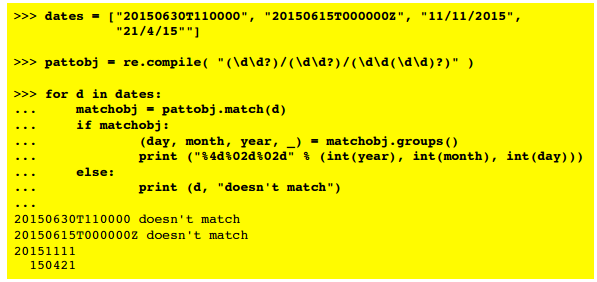 >>> dates = ["20150630T110000", "20150615T000000Z", "11/11/2015",
             "21/4/15""]
>>> pattobj = re.compile( "(\d\d?)/(\d\d?)/(\d\d(\d\d)?)" )
>>> for d in dates:
...     matchobj = pattobj.match(d)
...     if matchobj:
...             (day, month, year, _) = matchobj.groups()
...             print ("%4d%02d%02d" % (int(year), int(month), int(day)))
...     else:
...             print (d, "doesn't match")
...
20150630T110000 doesn't match
20150615T000000Z doesn't match
20151111
  150421